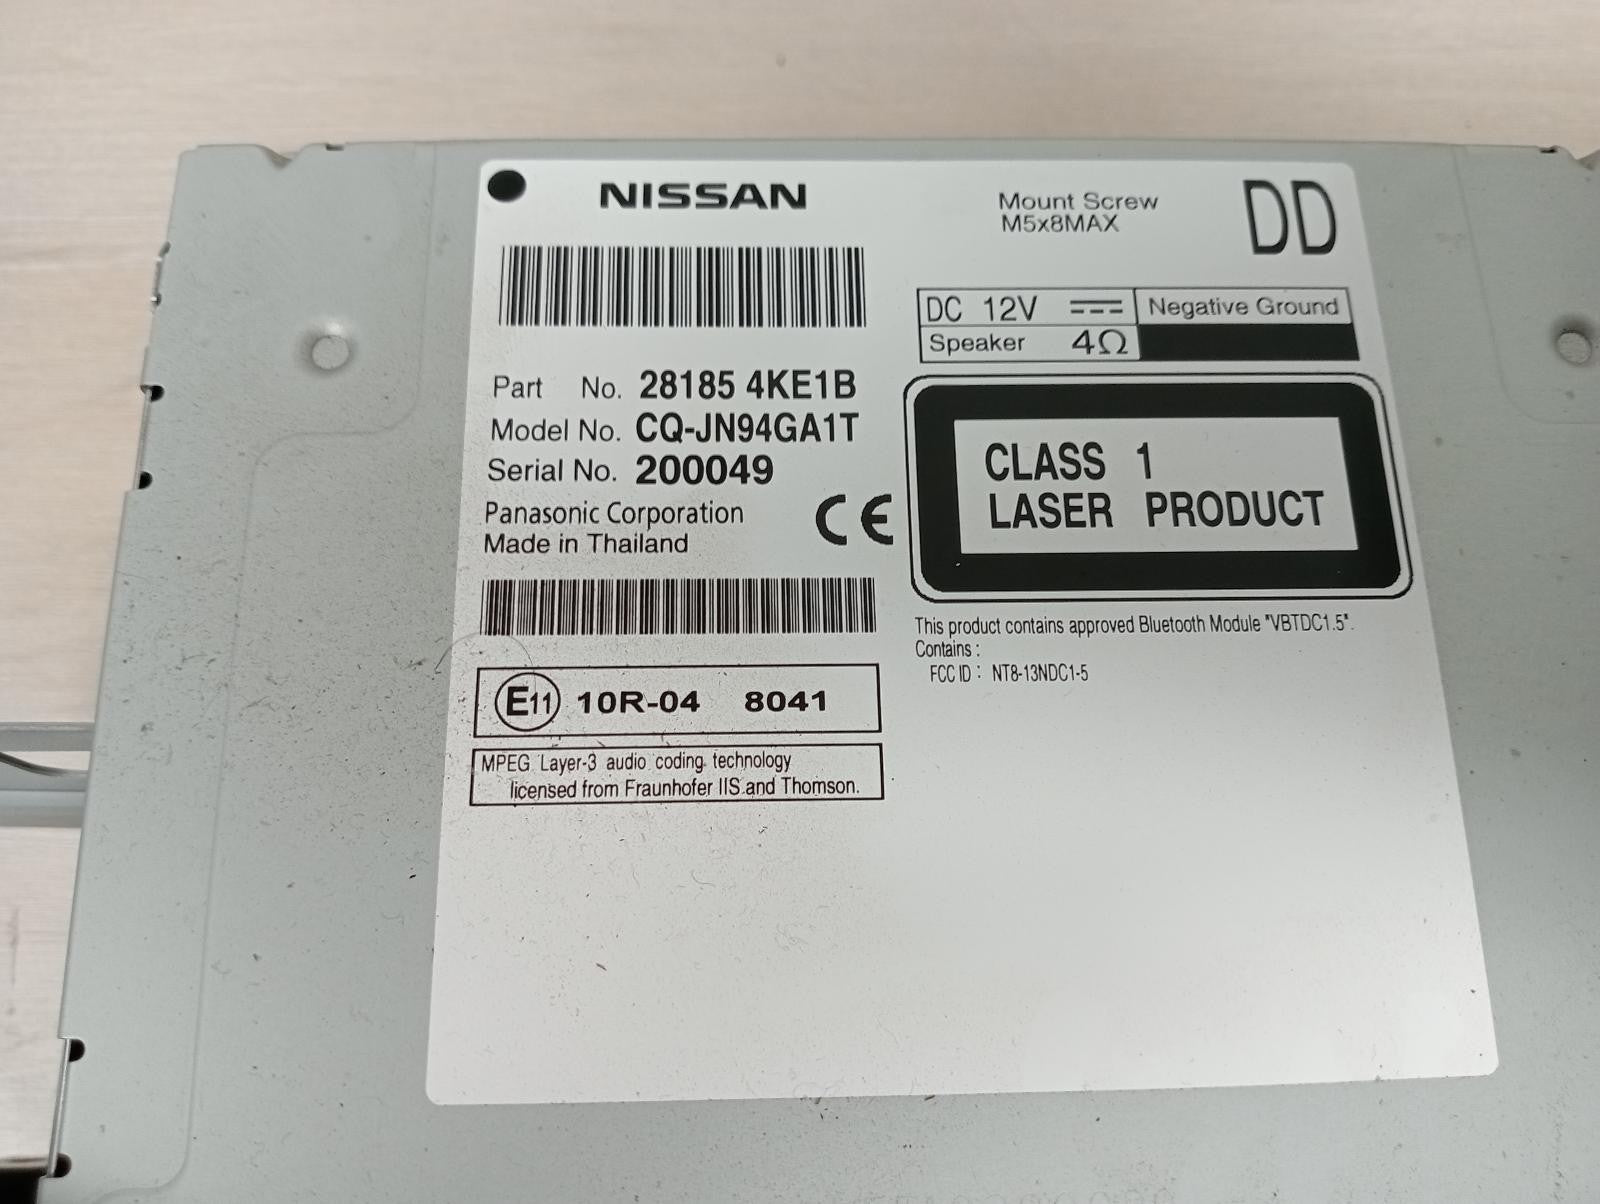 NISSAN
Mount Screw
M5x8MAX
DD
DC 12V
Negative Ground
Speaker 4Ω
Part No. 28185 4KE1B
Model No. CQ-JN94GA1T
Serial No. 200049
Panasonic Corporation
Made in Thailand
CE
CLASS 1
LASER PRODUCT
This product contains approved Bluetooth Module "VBTDC1.5".
Contains :
FCC ID : NT8-13NDC1-5
E11 10R-04 8041
MPEG Layer-3 audio coding technology
licensed from Fraunhofer IIS and Thomson.